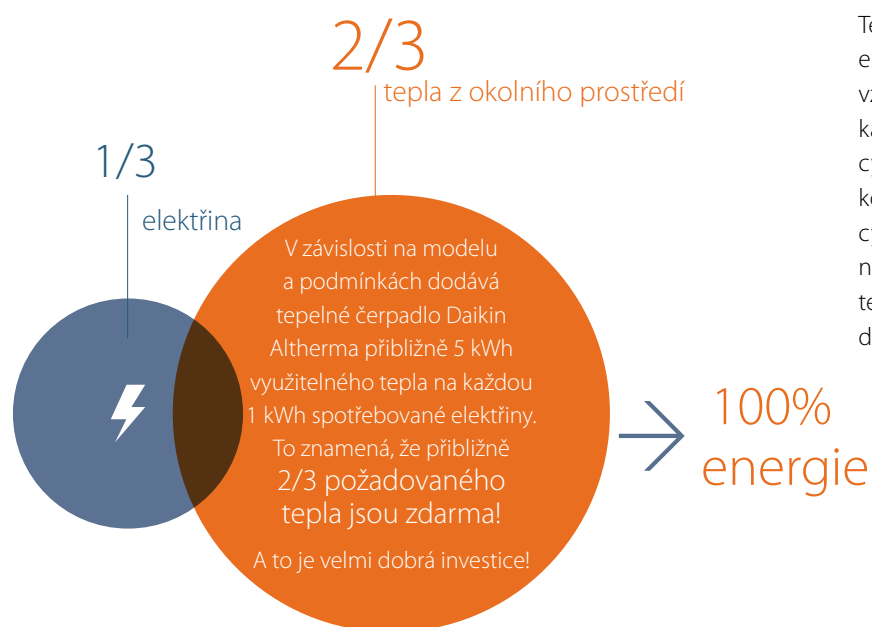 2/3
tepla z okolního prostředí
1/3
elektřina
V závislosti na modelu
a podmínkách dodává
tepelné čerpadlo Daikin
Altherma přibližně 5 kWh
využitelného tepla na každou
1 kWh spotřebované elektřiny.
To znamená, že přibližně
2/3 požadovaného
tepla jsou zdarma!
A to je velmi dobrá investice!
100%
energie